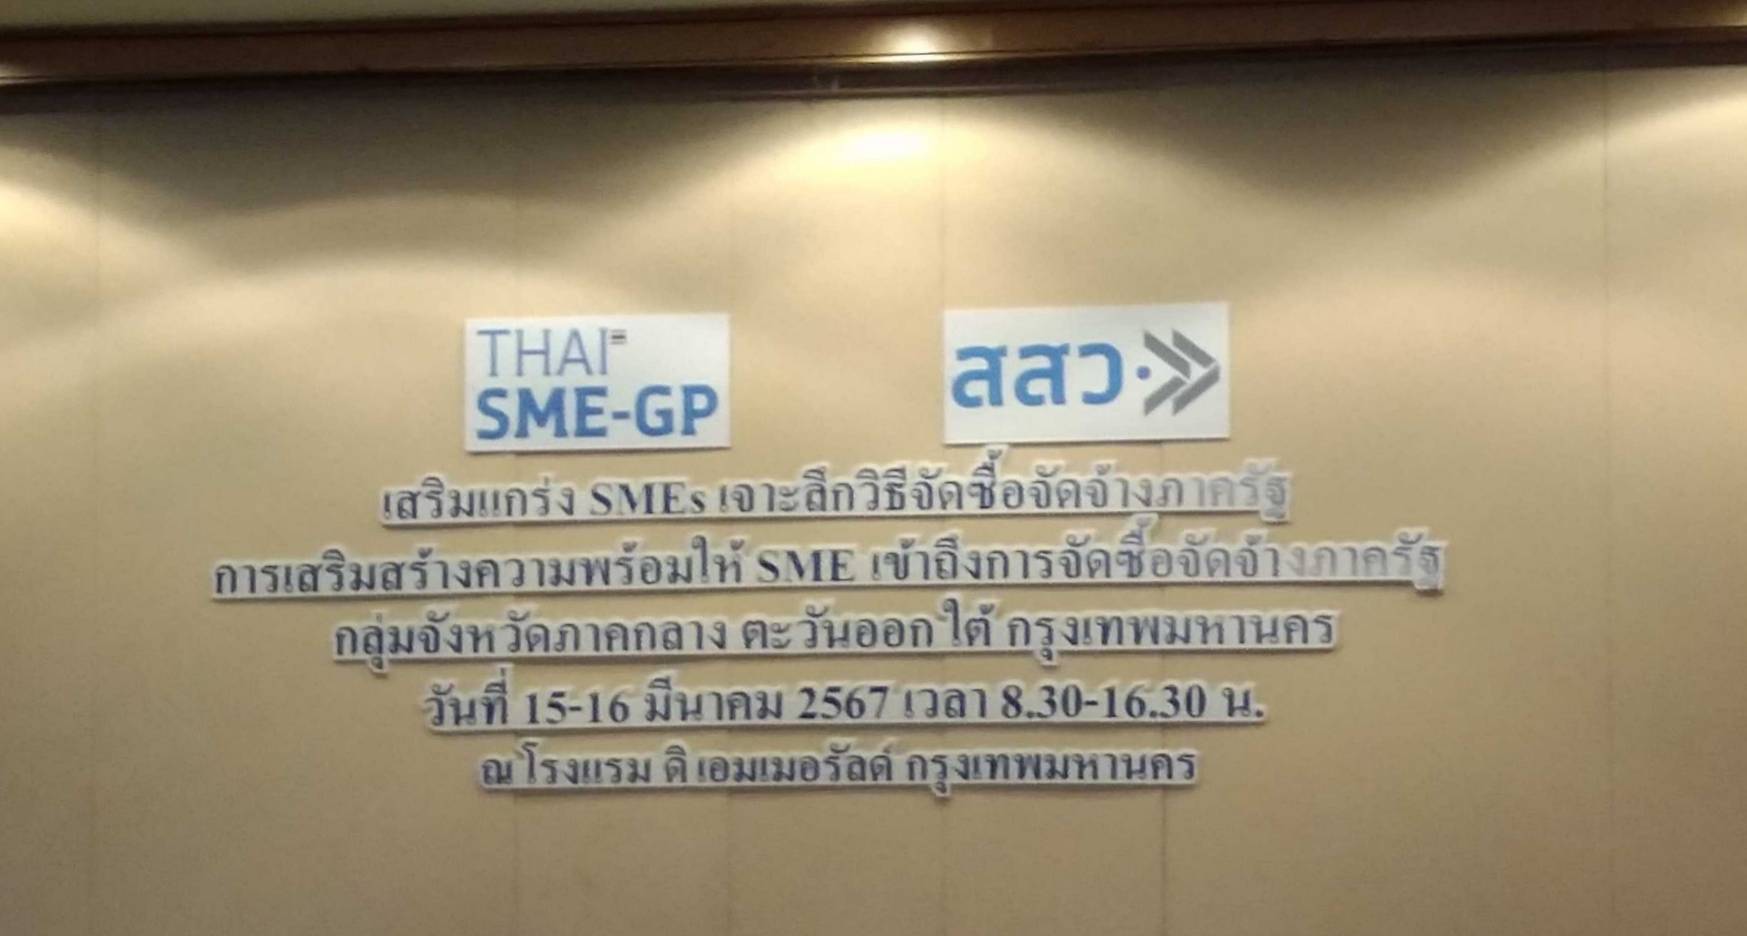 THAI
SME-GP
สสว.
เสริมแกร่ง SMEs เจาะลึกวิธีจัดซื้อจัดจ้างภาครัฐ
การเสริมสร้างความพร้อมให้ SME เข้าถึงการจัดซื้อจัดจ้างภาครัฐ
กลุ่มจังหวัดภาคกลาง ตะวันออก ใต้ กรุงเทพมหานคร
วันที่ 15-16 มีนาคม 2567 เวลา 8.30-16.30 น.
ณ โรงแรม ดิ เอมเมอรัลด์ กรุงเทพมหานคร